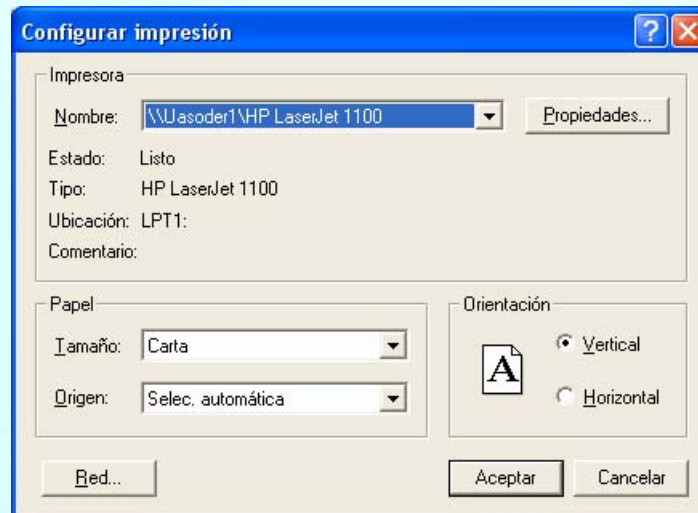 Configurar impresión
Impresora
Nombre: \\Uasoder1\HP LaserJet 1100 Propiedades...
Estado: Listo
Tipo: HP LaserJet 1100
Ubicación: LPT1:
Comentario:
Papel
Tamaño: Carta
Origen: Selec. automática
Orientación
A
Vertical
Horizontal
Red... Aceptar Cancelar